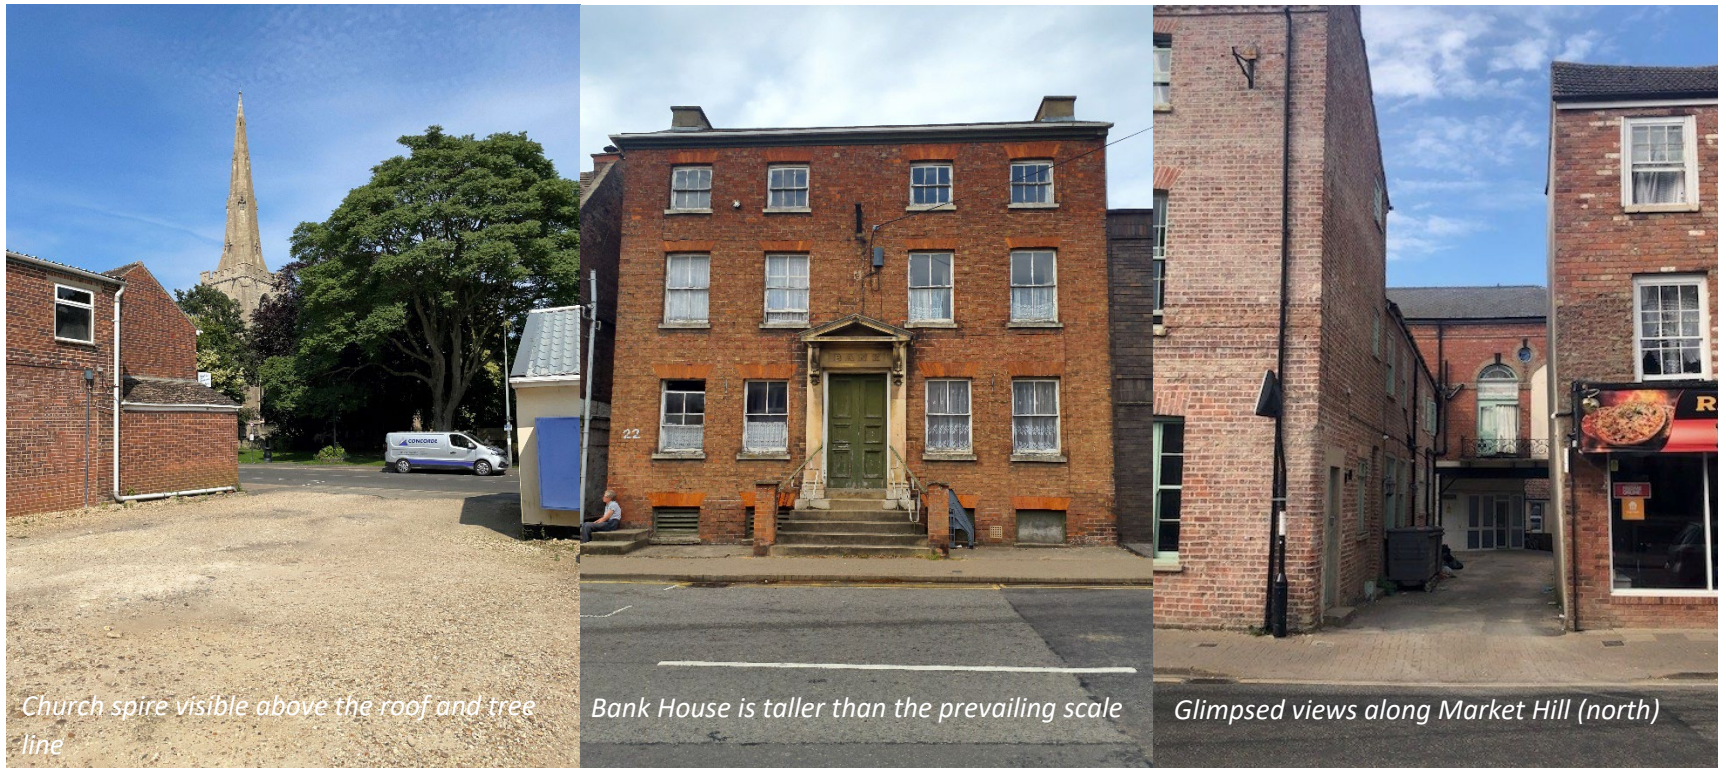 CONCORDE
Church spire visible above the roof and tree
line
BANK
22
Bank House is taller than the prevailing scale
R
Glimpsed views along Market Hill (north)